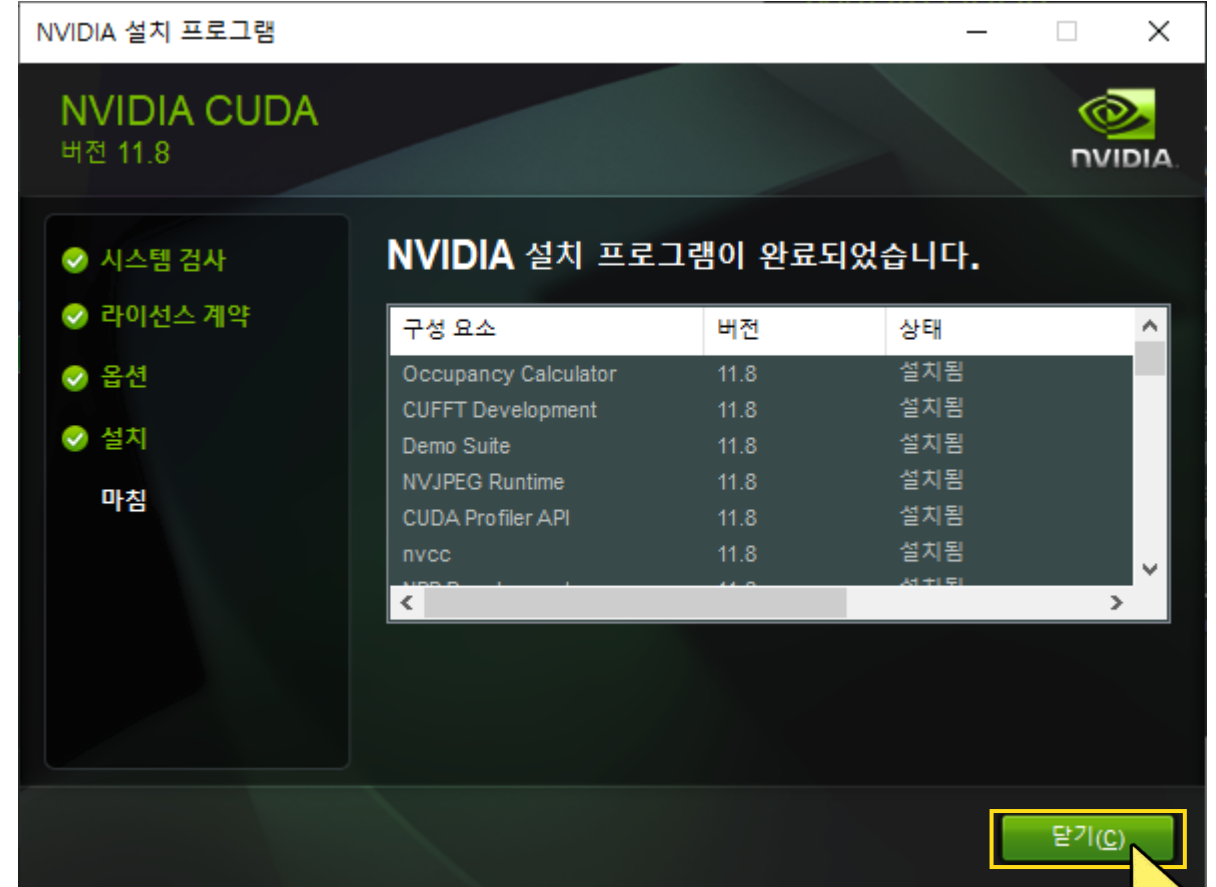 NVIDIA 설치 프로그램
NVIDIA CUDA
버전 11.8
NVIDIA.
시스템 검사
라이선스 계약
옵션
설치
마침
NVIDIA 설치 프로그램이 완료되었습니다.
구성 요소 버전 상태
Occupancy Calculator 11.8 설치됨
CUFFT Development 11.8 설치됨
Demo Suite 11.8 설치됨
NVJPEG Runtime 11.8 설치됨
CUDA Profiler API 11.8 설치됨
nvcc 11.8 설치됨
닫기(C)